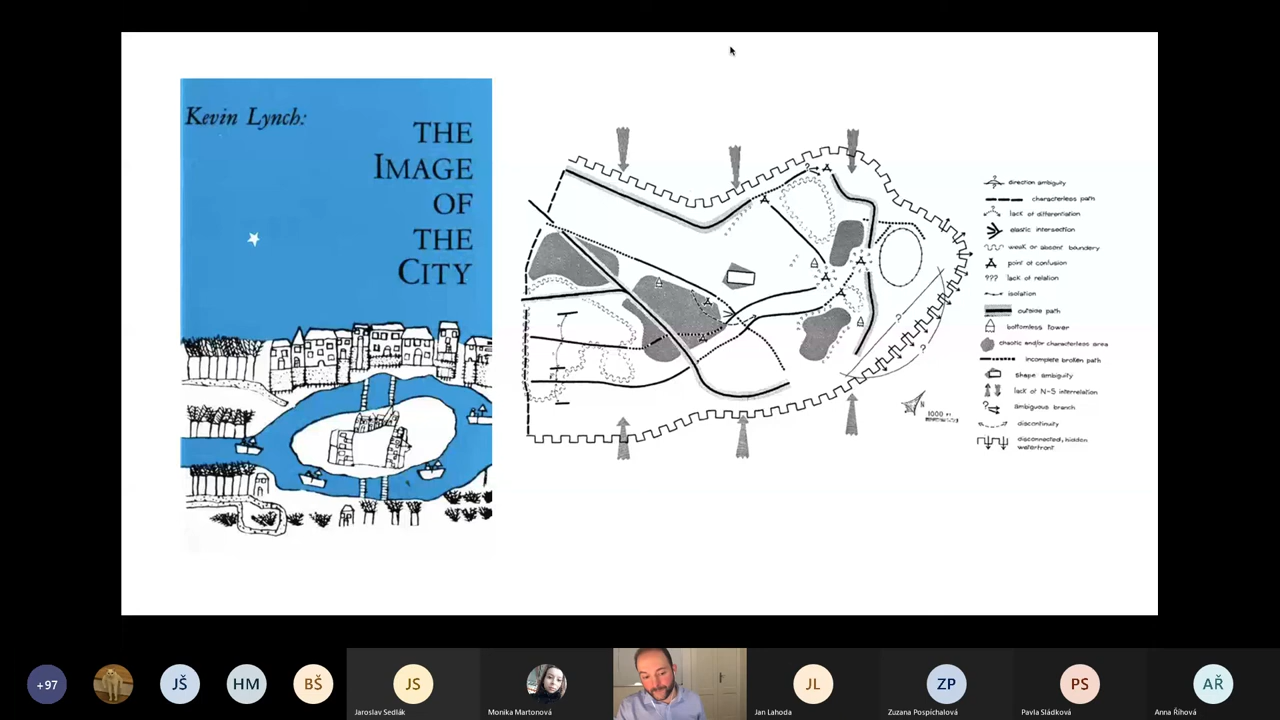 Kevin Lynch:
THE
IMAGE
OF
THE
CITY
direction ambiguity
characterless path
lack of differentiation
elastic intersection
weak or absent boundary
point of confusion
??? lack of relation
isolation
outside path
bottomless tower
chaotic and/or characterless area
incomplete broken path
shape ambiguity
lack of N-S interrelation
ambiguous branch
discontinuity
disconnected, hidden
waterfront
N
1000 m
+97
JŠ
HM
BŠ
JS
Jaroslav Sedlák
Monika Martonová
JL
Jan Lahoda
ZP
Zuzana Pospíchalová
PS
Pavla Sládková
AŘ
Anna Říhová